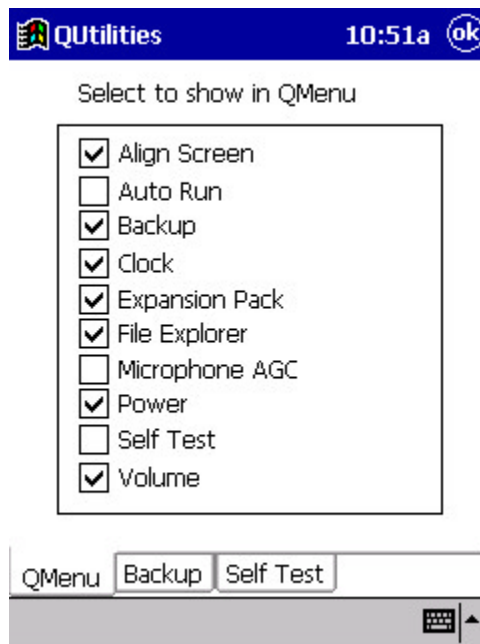 QUtilities 10:51a ok
Select to show in QMenu
Align Screen
Auto Run
Backup
Clock
Expansion Pack
File Explorer
Microphone AGC
Power
Self Test
Volume
QMenu Backup Self Test